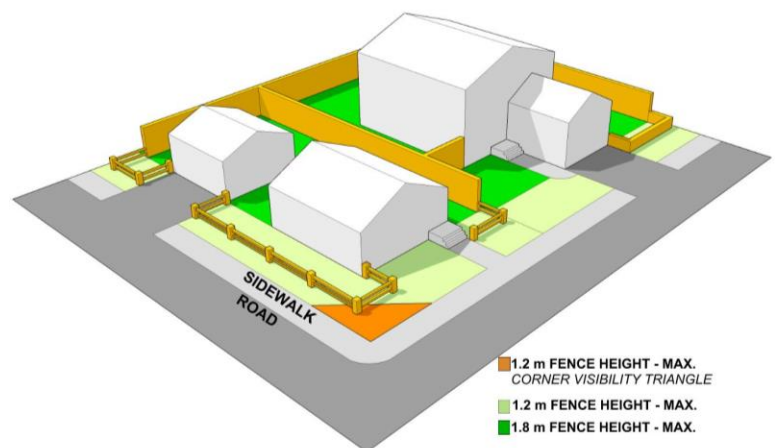 SIDEWALK
ROAD
1.2 m FENCE HEIGHT - MAX.
CORNER VISIBILITY TRIANGLE
1.2 m FENCE HEIGHT - MAX.
1.8 m FENCE HEIGHT - MAX.